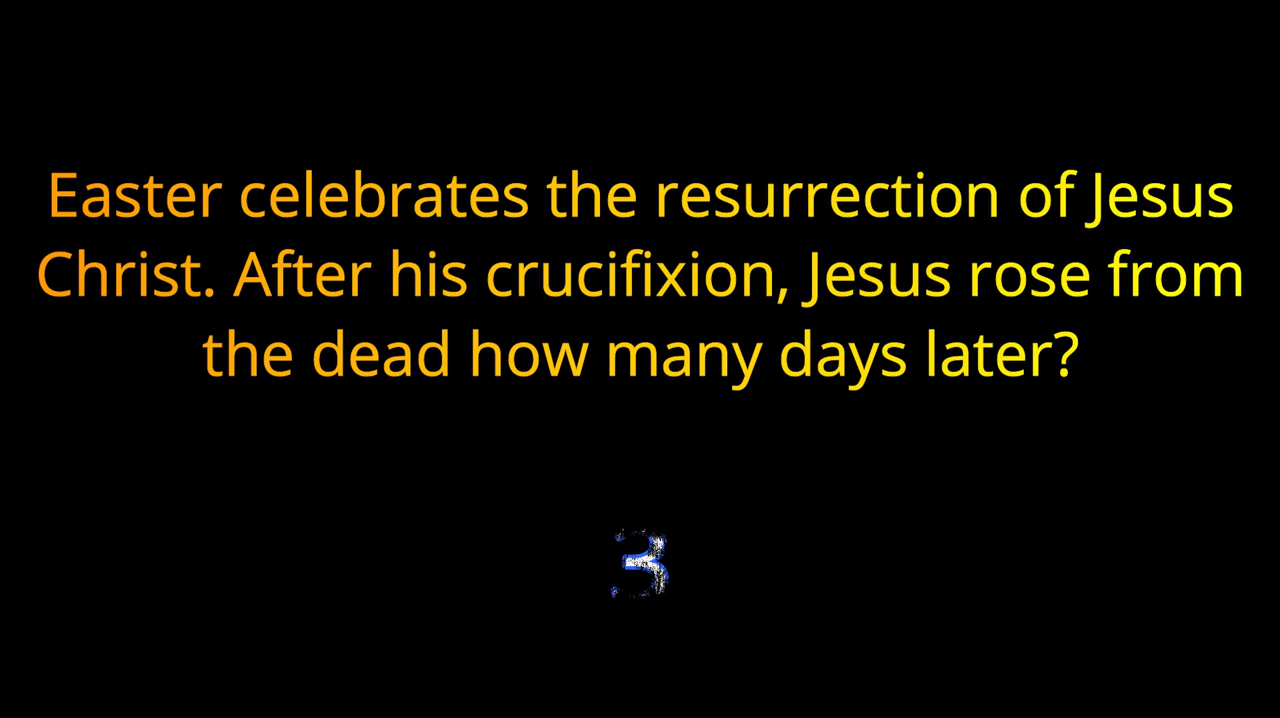 Easter celebrates the resurrection of Jesus
Christ. After his crucifixion, Jesus rose from
the dead how many days later?
3